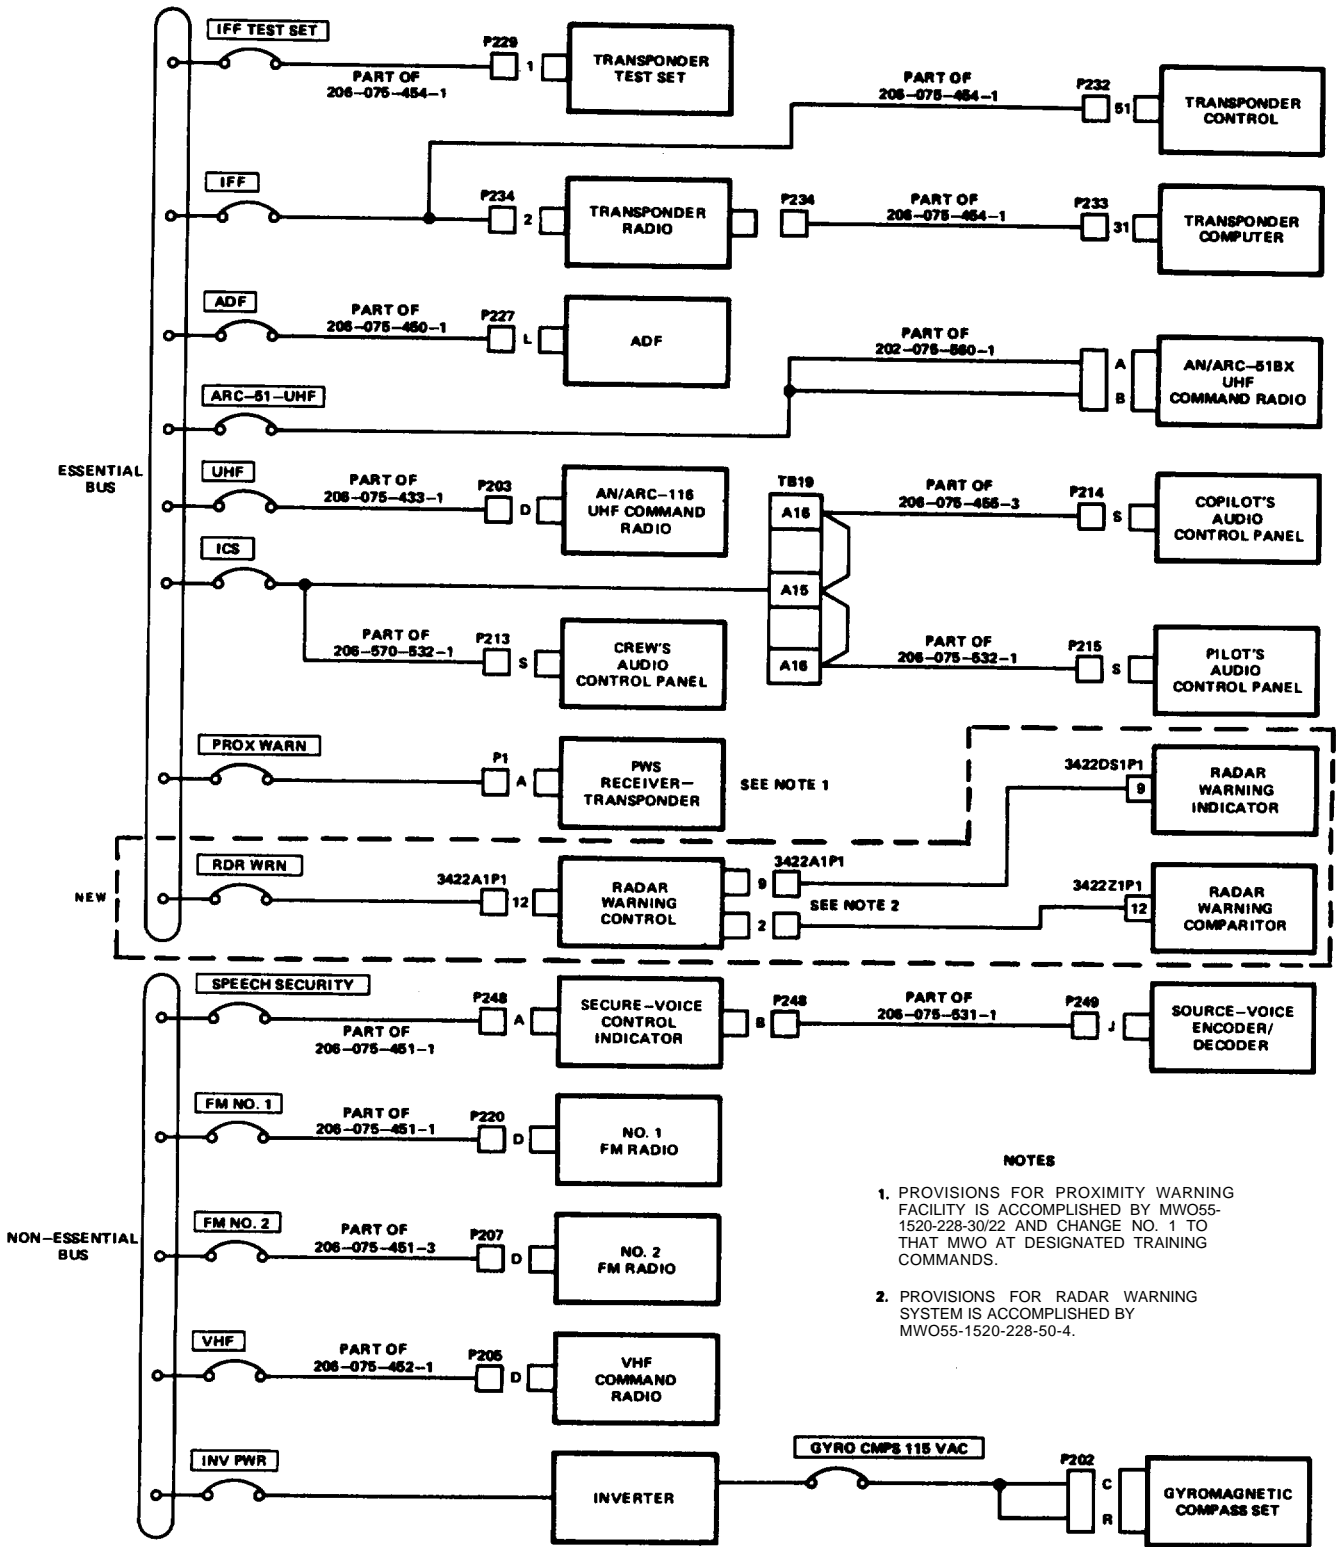 IFF TEST SET
P229
1
TRANSPONDER
TEST SET
PART OF
206-075-454-1
PART OF
206-075-454-1
P232
51
TRANSPONDER
CONTROL
IFF
P234
2
TRANSPONDER
RADIO
P234
PART OF
206-075-454-1
P233
31
TRANSPONDER
COMPUTER
ADF
PART OF
206-075-450-1
P227
L
ADF
PART OF
202-075-560-1
A
B
AN/ARC-51BX
UHF
COMMAND RADIO
ARC-51-UHF
ESSENTIAL
BUS
UHF
PART OF
206-075-433-1
P203
D
AN/ARC-116
UHF COMMAND
RADIO
TB19
A16
A15
A16
PART OF
206-075-455-3
P214
S
COPILOT'S
AUDIO
CONTROL PANEL
ICS
PART OF
206-570-532-1
P213
S
CREW'S
AUDIO
CONTROL PANEL
PART OF
206-075-532-1
P215
S
PILOT'S
AUDIO
CONTROL PANEL
PROX WARN
P1
A
PWS
RECEIVER-
TRANSPONDER
SEE NOTE 1
3422DS1P1
9
RADAR
WARNING
INDICATOR
NEW
RDR WRN
3422A1P1
12
RADAR
WARNING
CONTROL
9
2
3422A1P1
SEE NOTE 2
3422Z1P1
12
RADAR
WARNING
COMPARITOR
SPEECH SECURITY
PART OF
206-075-451-1
P248
A
SECURE-VOICE
CONTROL
INDICATOR
B
P248
PART OF
206-075-531-1
P249
J
SOURCE-VOICE
ENCODER/
DECODER
FM NO. 1
PART OF
206-075-451-1
P220
D
NO. 1
FM RADIO
NON-ESSENTIAL
BUS
FM NO. 2
PART OF
206-075-451-3
P207
D
NO. 2
FM RADIO
VHF
PART OF
206-075-452-1
P205
D
VHF
COMMAND
RADIO
INV PWR
INVERTER
GYRO CMPS 115 VAC
P202
C
R
GYROMAGNETIC
COMPASS SET
NOTES
1. PROVISIONS FOR PROXIMITY WARNING
FACILITY IS ACCOMPLISHED BY MWO55-
1520-228-30/22 AND CHANGE NO. 1 TO
THAT MWO AT DESIGNATED TRAINING
COMMANDS.
2. PROVISIONS FOR RADAR WARNING
SYSTEM IS ACCOMPLISHED BY
MWO55-1520-228-50-4.